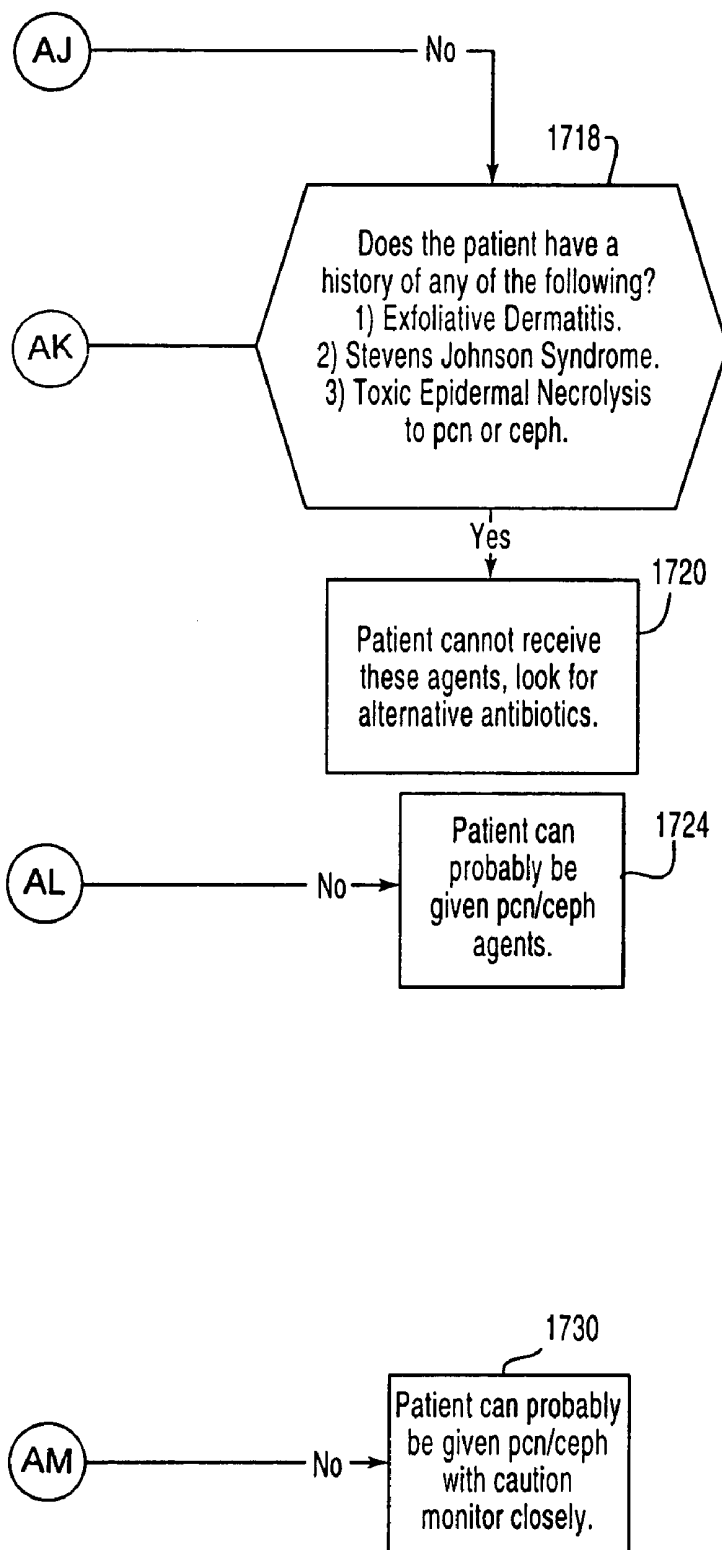 AJ
No
1718
Does the patient have a
history of any of the following?
1) Exfoliative Dermatitis.
AK
2) Stevens Johnson Syndrome.
3) Toxic Epidermal Necrolysis
to pcn or ceph.
Yes
1720
Patient cannot receive
these agents, look for
alternative antibiotics.
1724
Patient can
probably be
given pcn/ceph
agents.
AL
No
1730
Patient can probably
be given pcn/ceph
with caution
monitor closely.
AM
No